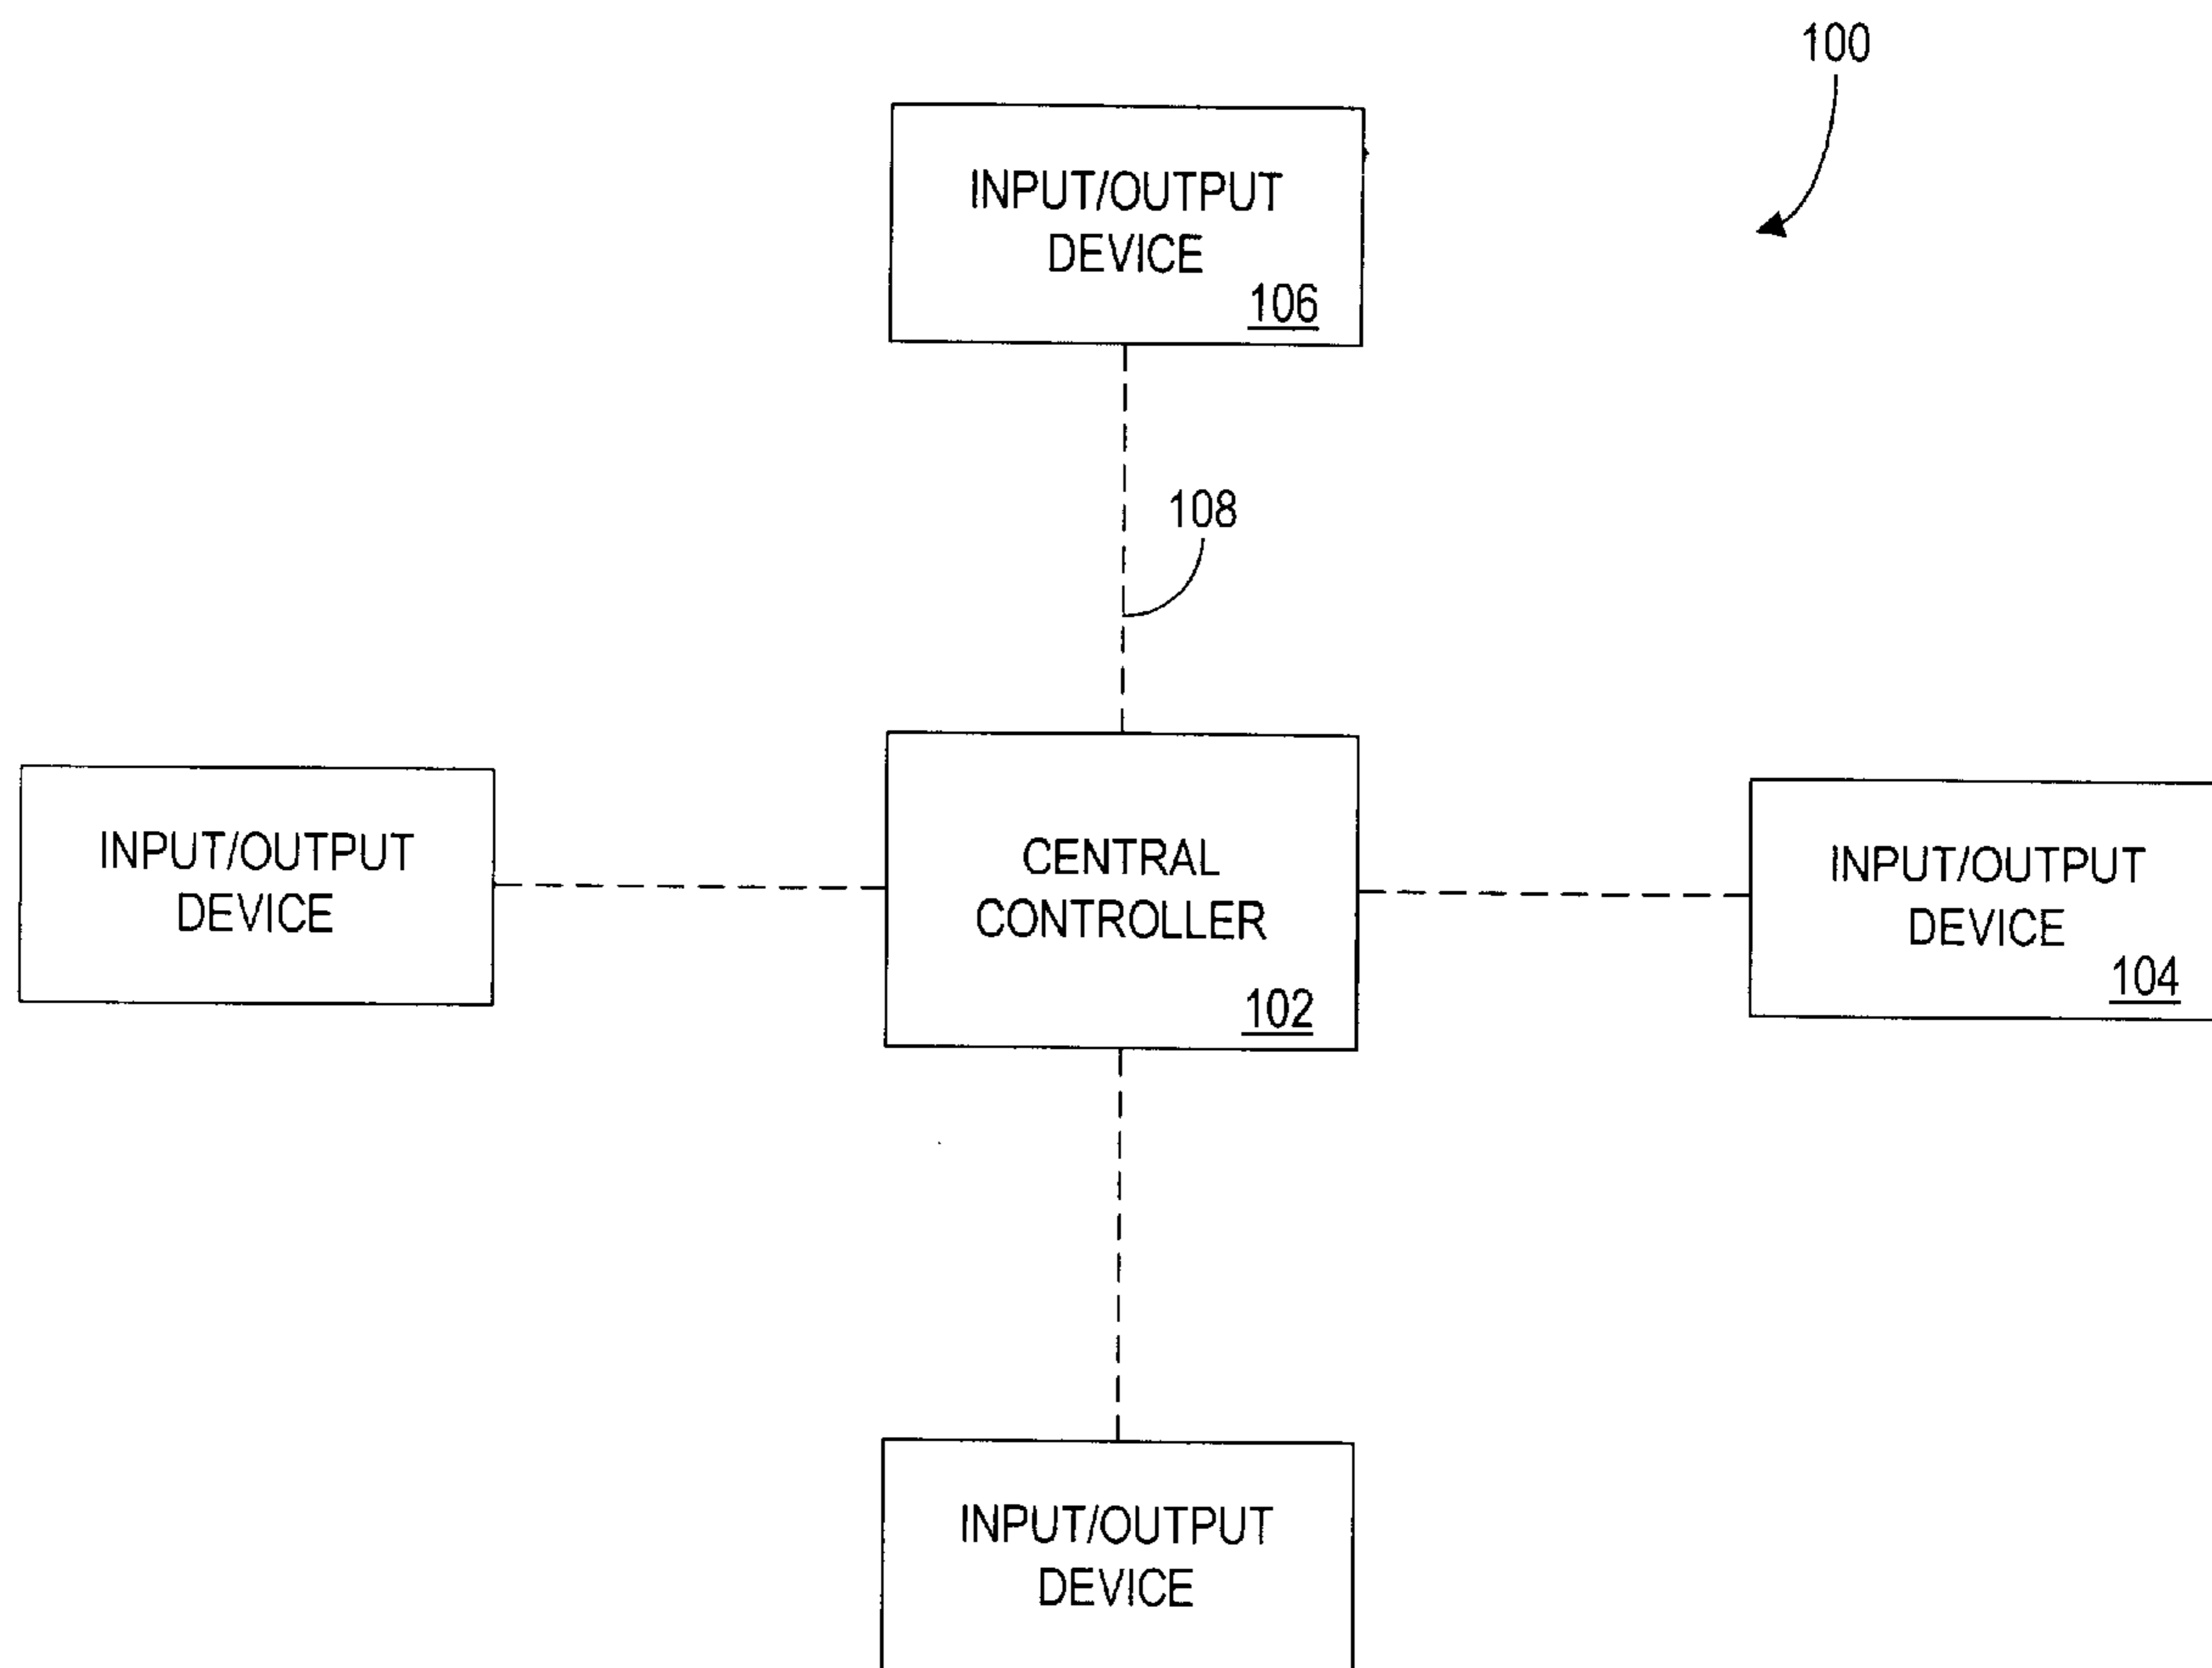 100
INPUT/OUTPUT
DEVICE
106
108
INPUT/OUTPUT
DEVICE
CENTRAL
CONTROLLER
102
INPUT/OUTPUT
DEVICE
104
INPUT/OUTPUT
DEVICE